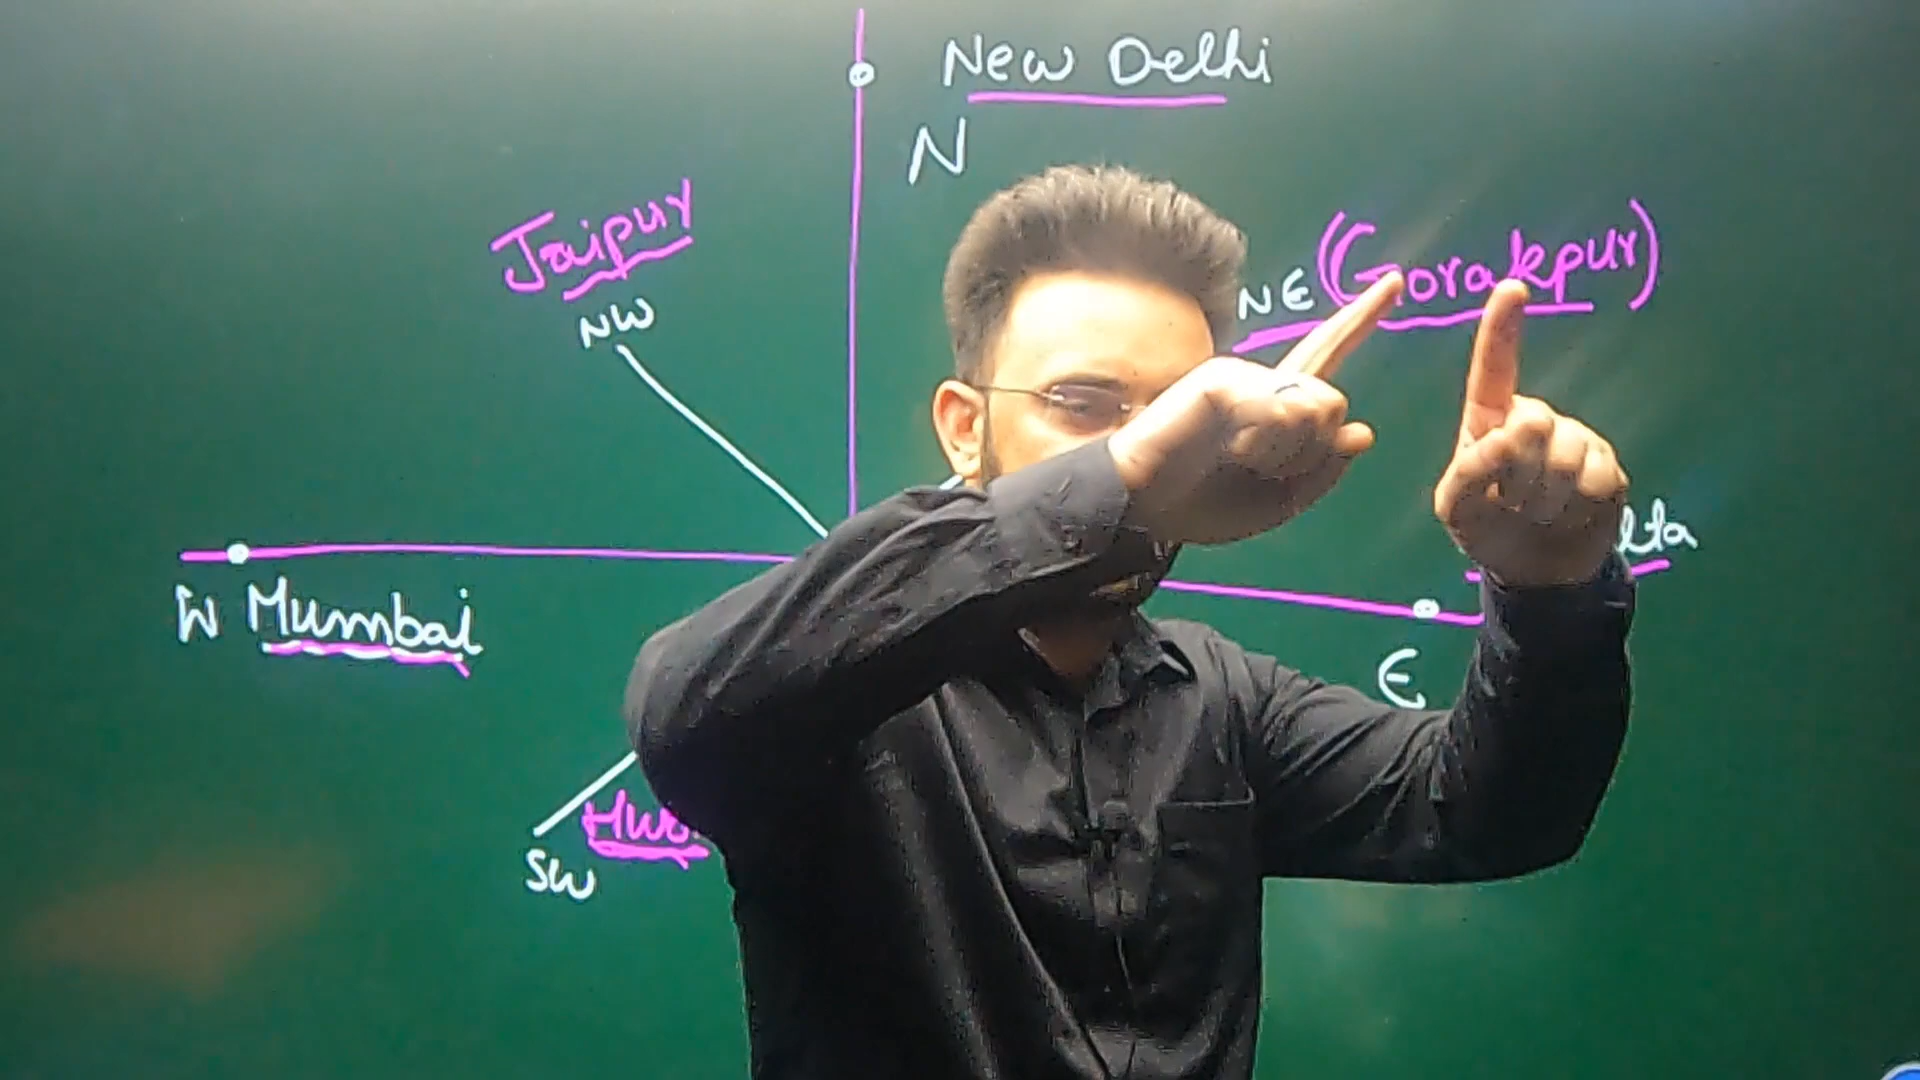 New Delhi
N
Jaipur
NW
NE (Gorakpur)
W Mumbai
E
SW